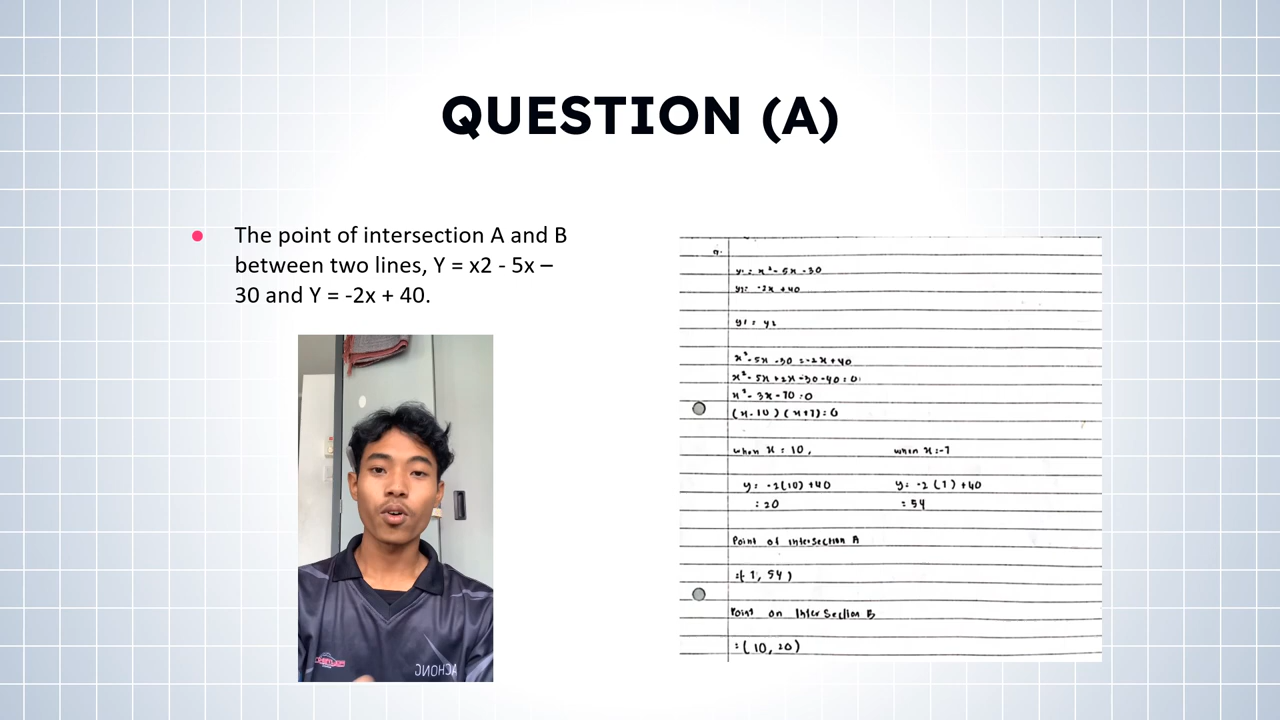 QUESTION (A)
The point of intersection A and B
between two lines, Y = x2 - 5x –
30 and Y = -2x + 40.
a.
y1 = x² - 5x - 30
y2 = -2x + 40
y1 = y2
x² - 5x - 30 = -2x + 40
x² - 5x + 2x - 30 - 40 = 0
x² - 3x - 70 = 0
(x - 10) (x + 7) = 0
when x = 10,
when x = -7
y = -2(10) + 40
y = -2 (7) + 40
= 20
= 54
Point of intersection A
= (-7, 54)
Point on InterSection B
= (10, 20)
ACHONG